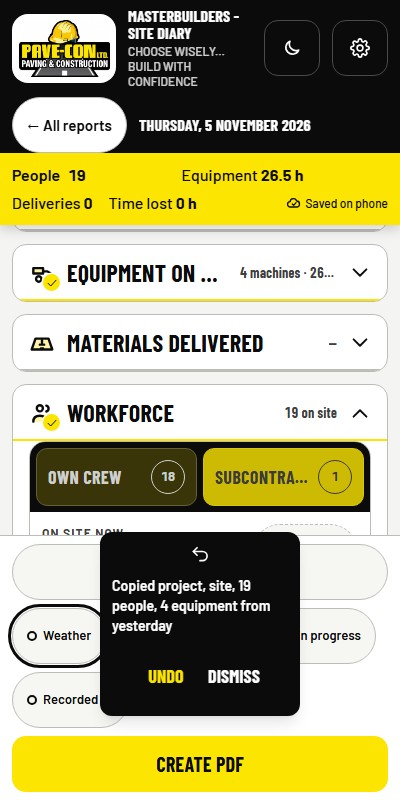 PAVE-CON LTD.
PAVING & CONSTRUCTION
MASTERBUILDERS -
SITE DIARY
CHOOSE WISELY...
BUILD WITH
CONFIDENCE
← All reports
THURSDAY, 5 NOVEMBER 2026
People 19
Equipment 26.5 h
Deliveries 0 Time lost 0 h
Saved on phone
EQUIPMENT ON ... 4 machines · 26...
MATERIALS DELIVERED –
WORKFORCE 19 on site
OWN CREW 18
SUBCONTRA... 1
ON SITE NOW
Copied project, site, 19
people, 4 equipment from
yesterday
UNDO DISMISS
Weather
n progress
Recorded
CREATE PDF